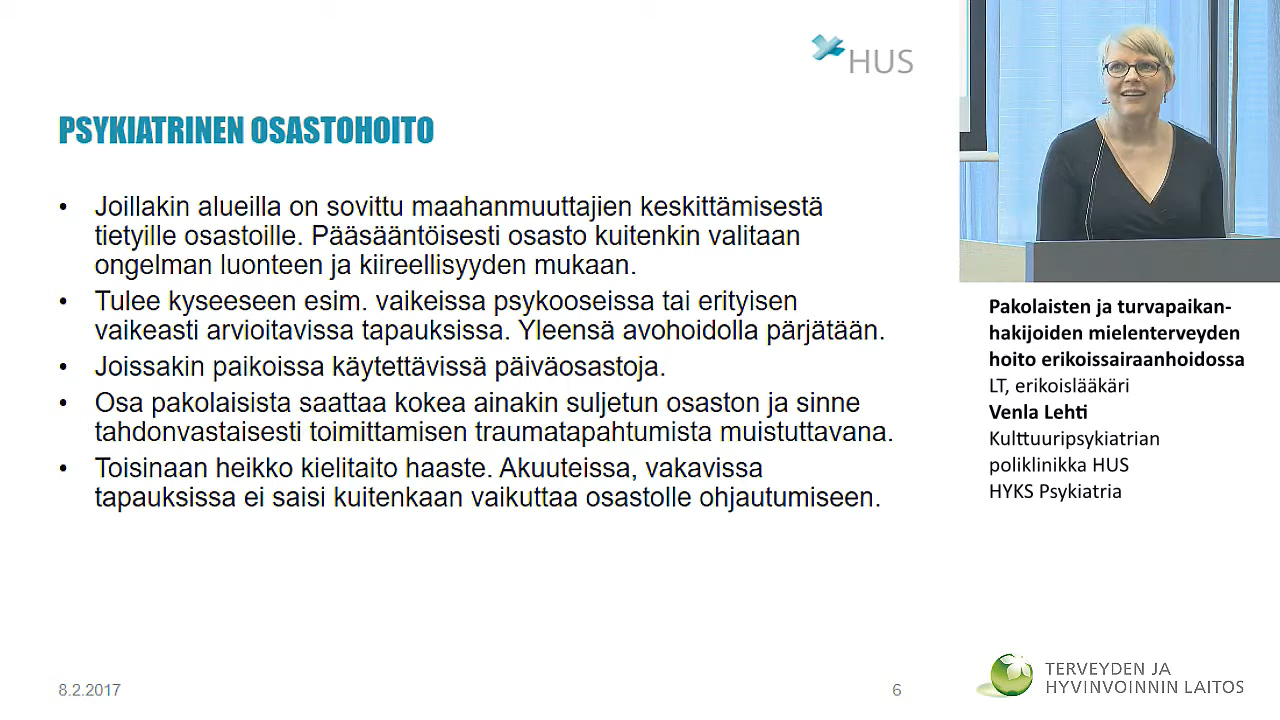 HUS
PSYKIATRINEN OSASTOHOITO
• Joillakin alueilla on sovittu maahanmuuttajien keskittämisestä
tietyille osastoille. Pääsääntöisesti osasto kuitenkin valitaan
ongelman luonteen ja kiireellisyyden mukaan.
• Tulee kyseeseen esim. vaikeissa psykooseissa tai erityisen
vaikeasti arvioitavissa tapauksissa. Yleensä avohoidolla pärjätään.
• Joissakin paikoissa käytettävissä päiväosastoja.
• Osa pakolaisista saattaa kokea ainakin suljetun osaston ja sinne
tahdonvastaisesti toimittamisen traumatapahtumista muistuttavana.
• Toisinaan heikko kielitaito haaste. Akuuteissa, vakavissa
tapauksissa ei saisi kuitenkaan vaikuttaa osastolle ohjautumiseen.
8.2.2017
6
Pakolaisten ja turvapaikan-
hakijoiden mielenterveyden
hoito erikoissairaanhoidossa
LT, erikoislääkäri
Venla Lehti
Kulttuuripsykiatrian
poliklinikka HUS
HYKS Psykiatria
TERVEYDEN JA
HYVINVOINNIN LAITOS